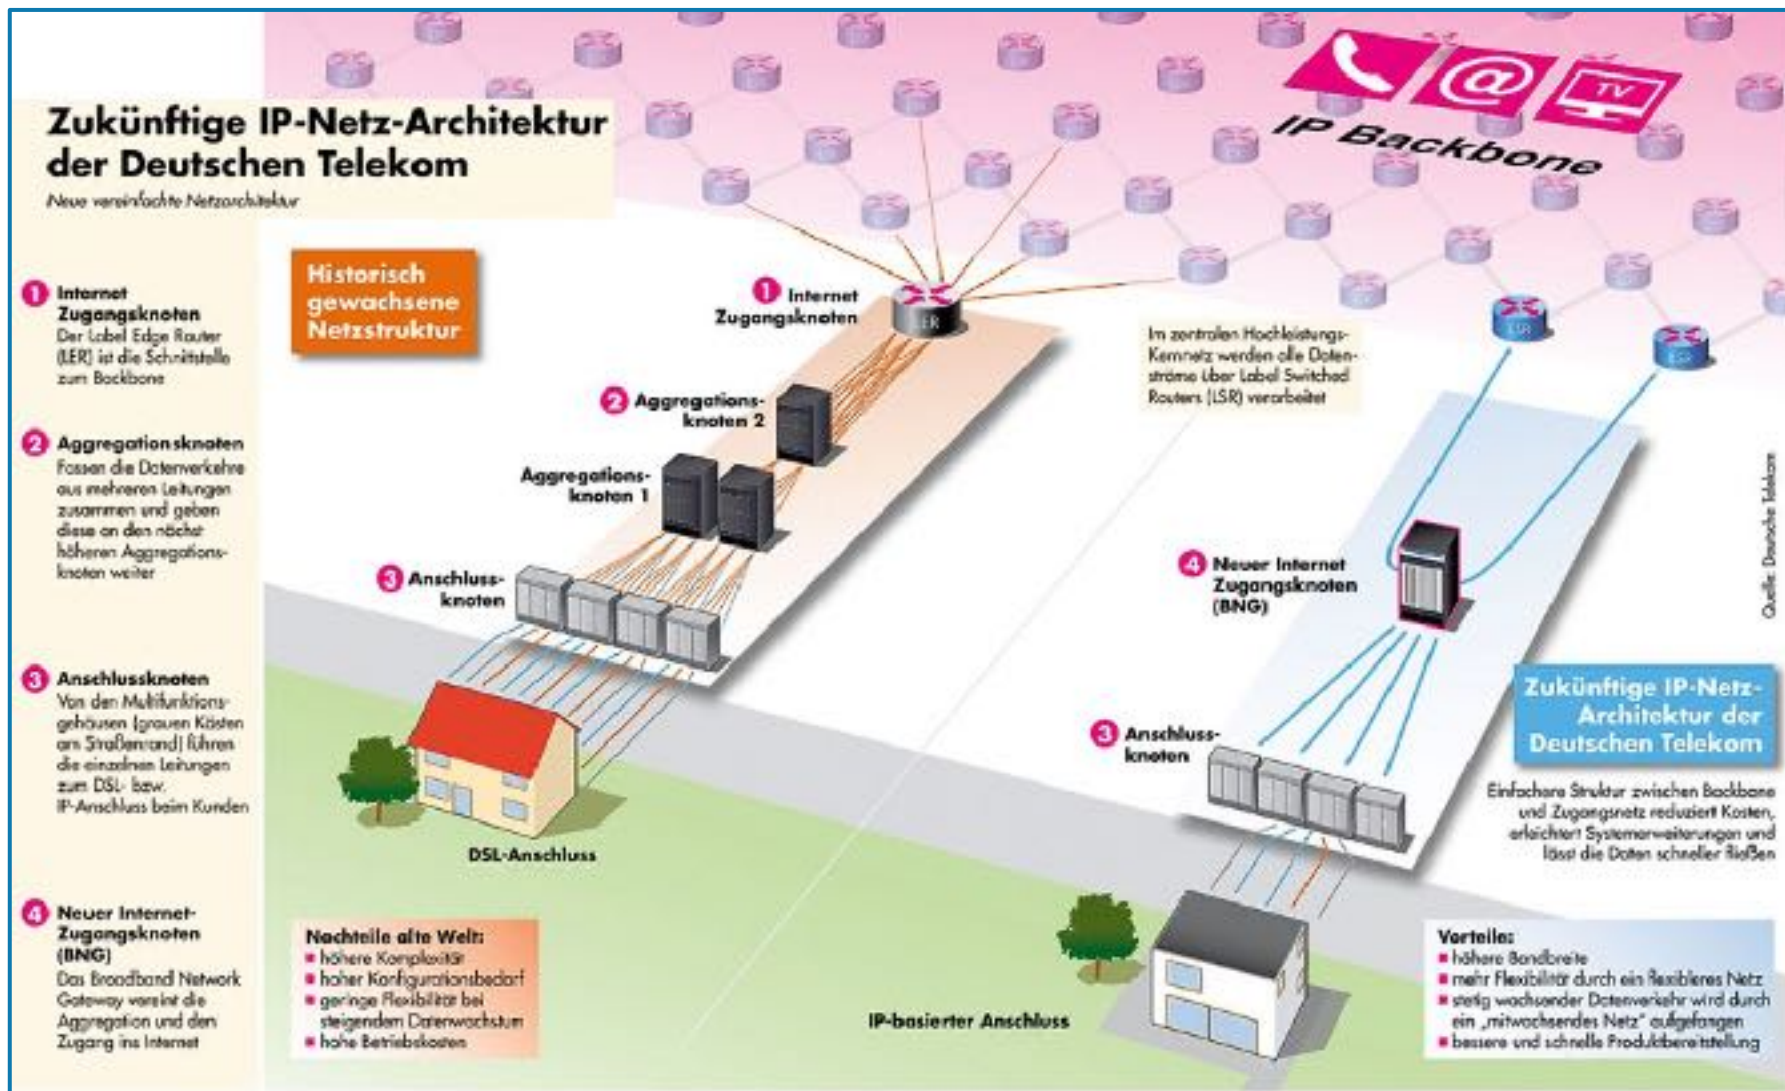 Zukünftige IP-Netz-Architektur
der Deutschen Telekom
Neue vereinfachte Netzarchitektur
1 Internet
Zugangsknoten
Der Label Edge Router
(LER) ist die Schnittstelle
zum Backbone
2 Aggregationsknoten
Fassen die Datenverkehre
aus mehreren Leitungen
zusammen und geben
diese an den nächst
höheren Aggregations-
knoten weiter
3 Anschlussknoten
Von den Multifunktions-
gehäusen (grauen Kästen
am Straßenrand) führen
die einzelnen Leitungen
zum DSL- bzw.
IP-Anschluss beim Kunden
4 Neuer Internet-
Zugangsknoten
(BNG)
Das Broadband Network
Gateway vereint die
Aggregation und den
Zugang ins Internet
Historisch
gewachsene
Netzstruktur
1 Internet
Zugangsknoten
LER
2 Aggregations-
knoten 2
Aggregations-
knoten 1
3 Anschluss-
knoten
DSL-Anschluss
Nachteile alte Welt:
höhere Komplexität
hoher Konfigurationsbedarf
geringe Flexibilität bei
steigendem Datenwachstum
hohe Betriebskosten
@
TV
IP Backbone
Im zentralen Hochleistungs-
Kernnetz werden alle Daten-
ströme über Label Switched
Routers (LSR) verarbeitet
LSR
LSR
4 Neuer Internet
Zugangsknoten
(BNG)
3 Anschluss-
knoten
IP-basierter Anschluss
Zukünftige IP-Netz-
Architektur der
Deutschen Telekom
Einfachere Struktur zwischen Backbone
und Zugangsnetz reduziert Kosten,
erleichtert Systemerweiterungen und
lässt die Daten schneller fließen
Vorteile:
höhere Bandbreite
mehr Flexibilität durch ein flexibleres Netz
stetig wachsender Datenverkehr wird durch
ein „mitwachsendes Netz" aufgefangen
bessere und schnelle Produktbereitstellung
Quelle: Deutsche Telekom